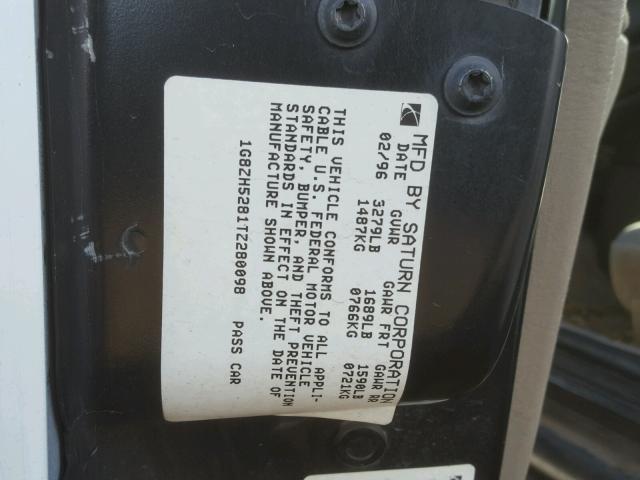 MFD BY SATURN CORPORATION
DATE GVWR GAWR FRT GAWR RR
02/96 3279LB 1689LB 1590LB
1487KG 0766KG 0721KG
THIS VEHICLE CONFORMS TO ALL APPLI-
CABLE U.S. FEDERAL MOTOR VEHICLE
SAFETY, BUMPER, AND THEFT PREVENTION
STANDARDS IN EFFECT ON THE DATE OF
MANUFACTURE SHOWN ABOVE.
1G8ZH5281TZ280098 PASS CAR